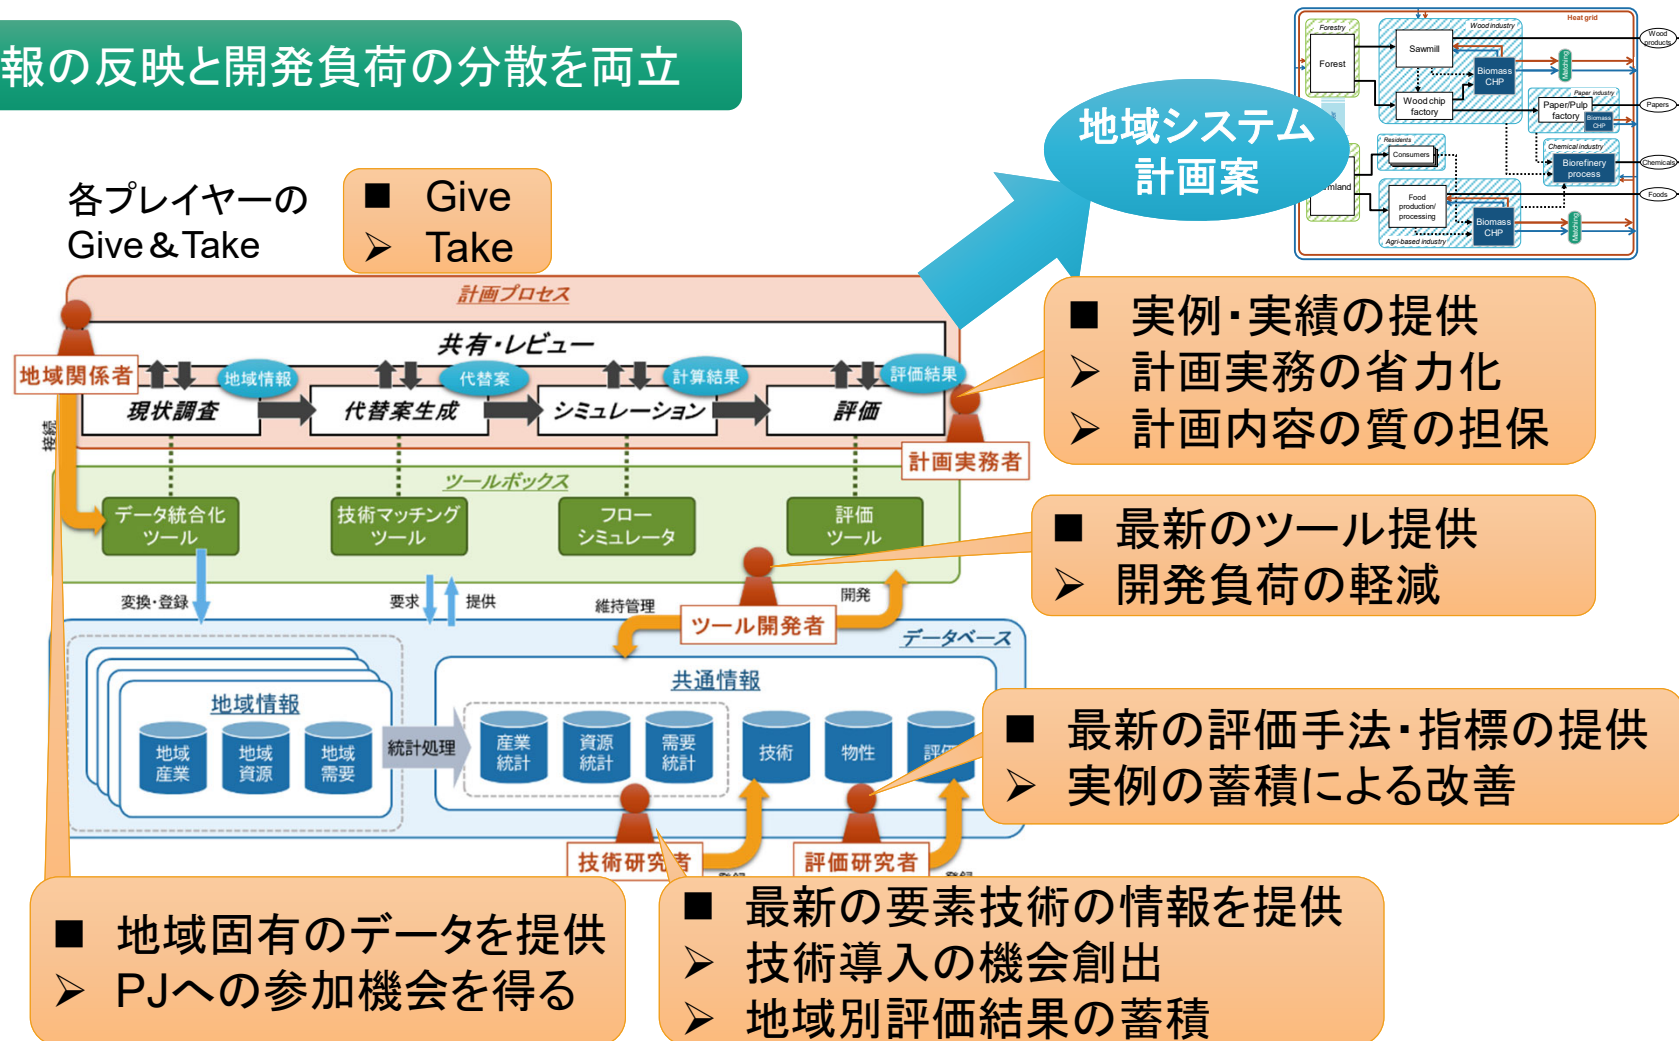 報の反映と開発負荷の分散を両立
各プレイヤーの
Give＆Take
■ Give
➢ Take
地域システム
計画案
Heat grid
Forestry
Forest
Wood industry
Sawmill
Wood chip
factory
Biomass
CHP
Matching
Wood
products
Paper industry
Paper/Pulp
factory
Biomass
CHP
Papers
Residents
Consumers
Chemical industry
Biorefinery
process
Chemicals
rmland
Food
production/
processing
Agri-based industry
Biomass
CHP
Matching
Foods
計画プロセス
共有・レビュー
地域関係者
地域情報
代替案
計算結果
評価結果
現状調査
代替案生成
シミュレーション
評価
計画実務者
接続
■ 実例・実績の提供
➢ 計画実務の省力化
➢ 計画内容の質の担保
ツールボックス
データ統合化
ツール
技術マッチング
ツール
フロー
シミュレータ
評価
ツール
■ 最新のツール提供
➢ 開発負荷の軽減
変換・登録
要求
提供
維持管理
開発
ツール開発者
データベース
地域情報
地域
産業
地域
資源
地域
需要
統計処理
共通情報
産業
統計
資源
統計
需要
統計
技術
物性
評価
■ 最新の評価手法・指標の提供
➢ 実例の蓄積による改善
技術研究者
登録
評価研究者
登録
■ 地域固有のデータを提供
➢ PJへの参加機会を得る
■ 最新の要素技術の情報を提供
➢ 技術導入の機会創出
➢ 地域別評価結果の蓄積